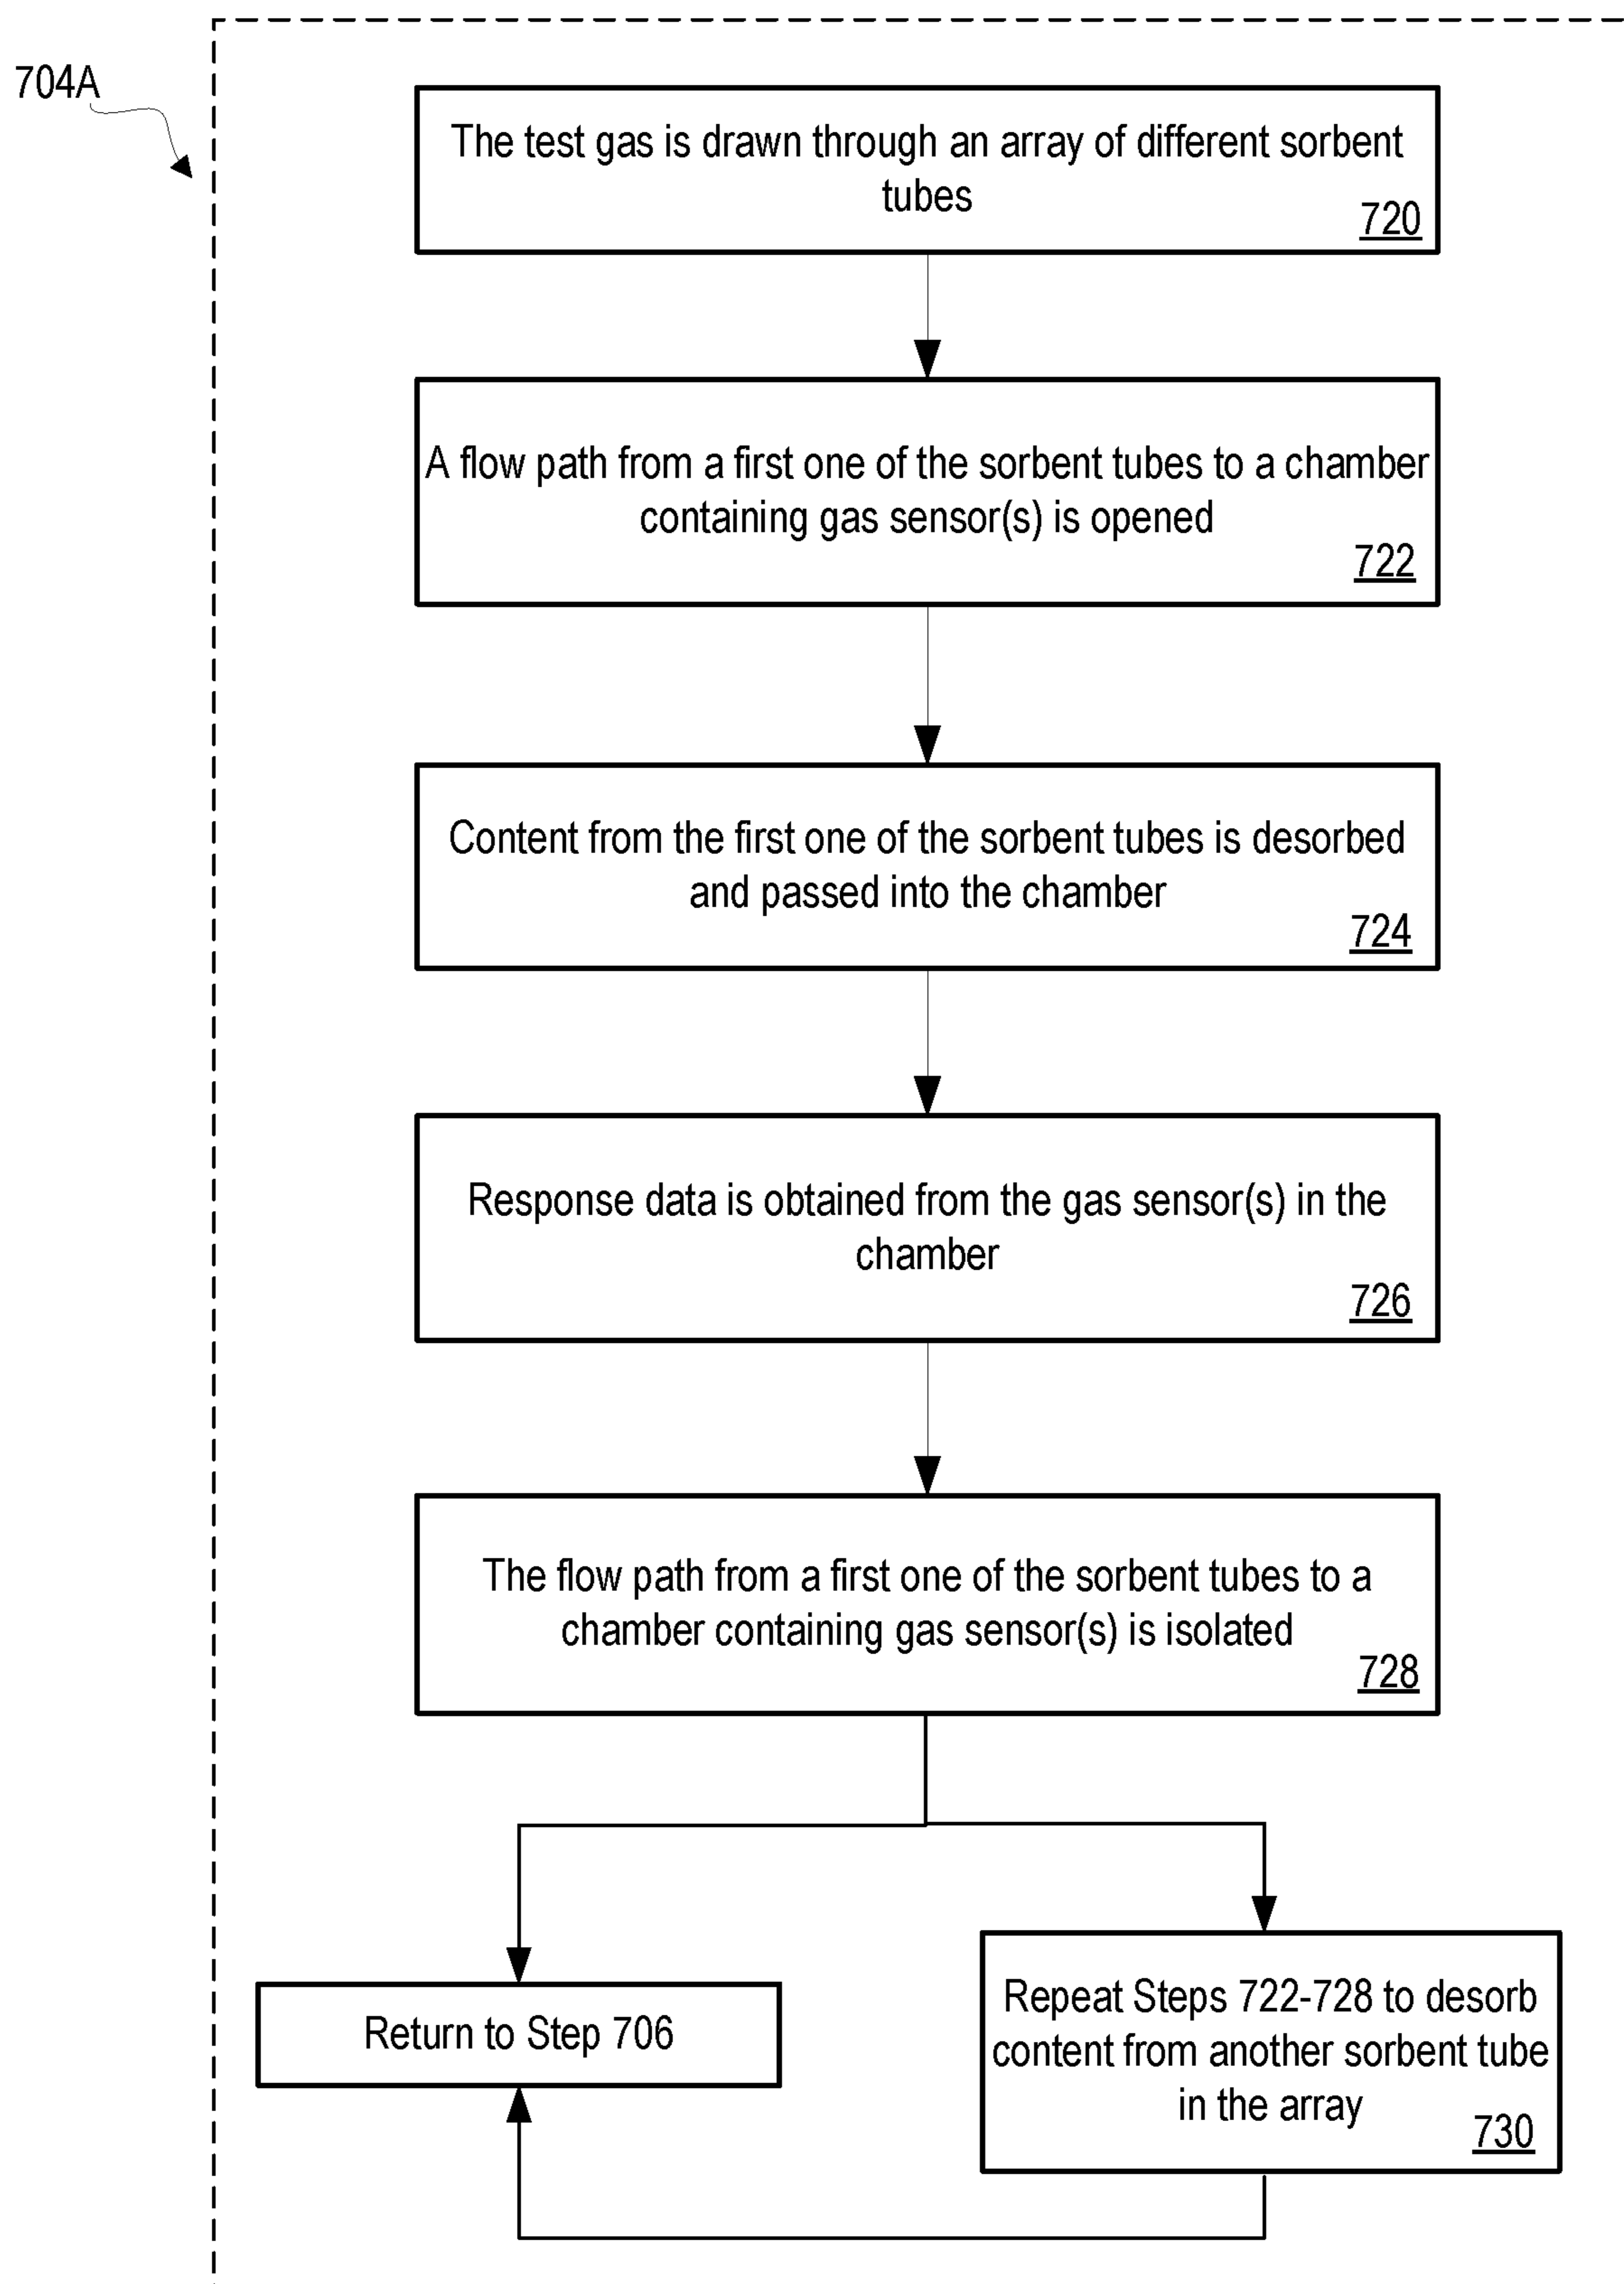 704A
The test gas is drawn through an array of different sorbent
tubes
720
A flow path from a first one of the sorbent tubes to a chamber
containing gas sensor(s) is opened
722
Content from the first one of the sorbent tubes is desorbed
and passed into the chamber
724
Response data is obtained from the gas sensor(s) in the
chamber
726
The flow path from a first one of the sorbent tubes to a
chamber containing gas sensor(s) is isolated
728
Return to Step 706
Repeat Steps 722-728 to desorb
content from another sorbent tube
in the array
730